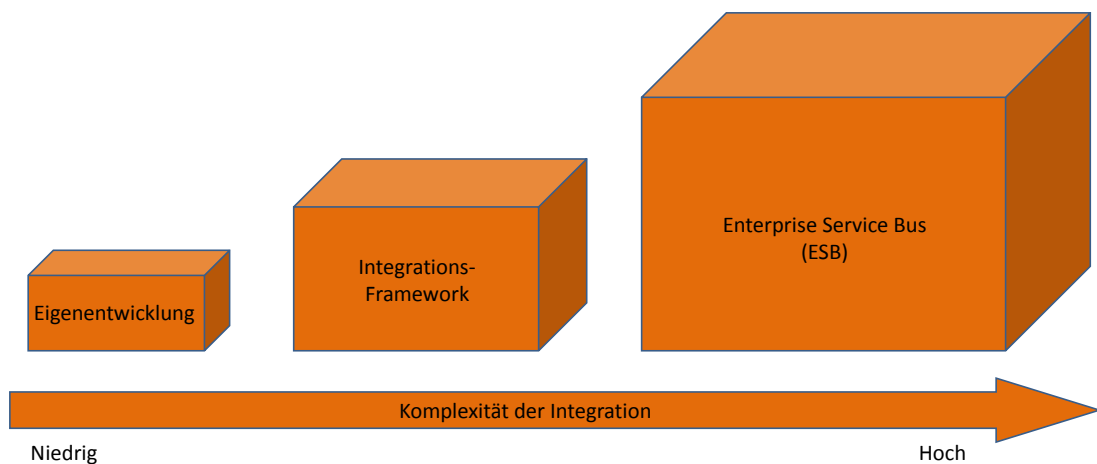 Eigenentwicklung
Integrations-
Framework
Enterprise Service Bus
(ESB)
Komplexität der Integration
Niedrig
Hoch